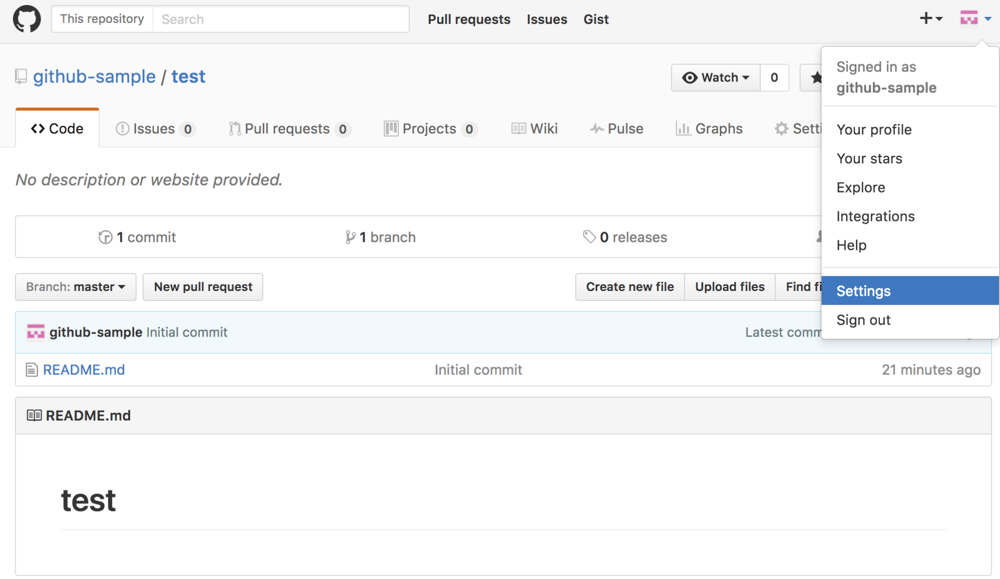 This repository Search Pull requests Issues Gist
github-sample / test Watch 0
Signed in as
github-sample
Code Issues 0 Pull requests 0 Projects 0 Wiki Pulse Graphs Setti
Your profile
Your stars
Explore
Integrations
Help
Settings
Sign out
No description or website provided.
1 commit 1 branch 0 releases
Branch: master New pull request Create new file Upload files Find fi
github-sample Initial commit Latest comm
README.md Initial commit 21 minutes ago
README.md
test